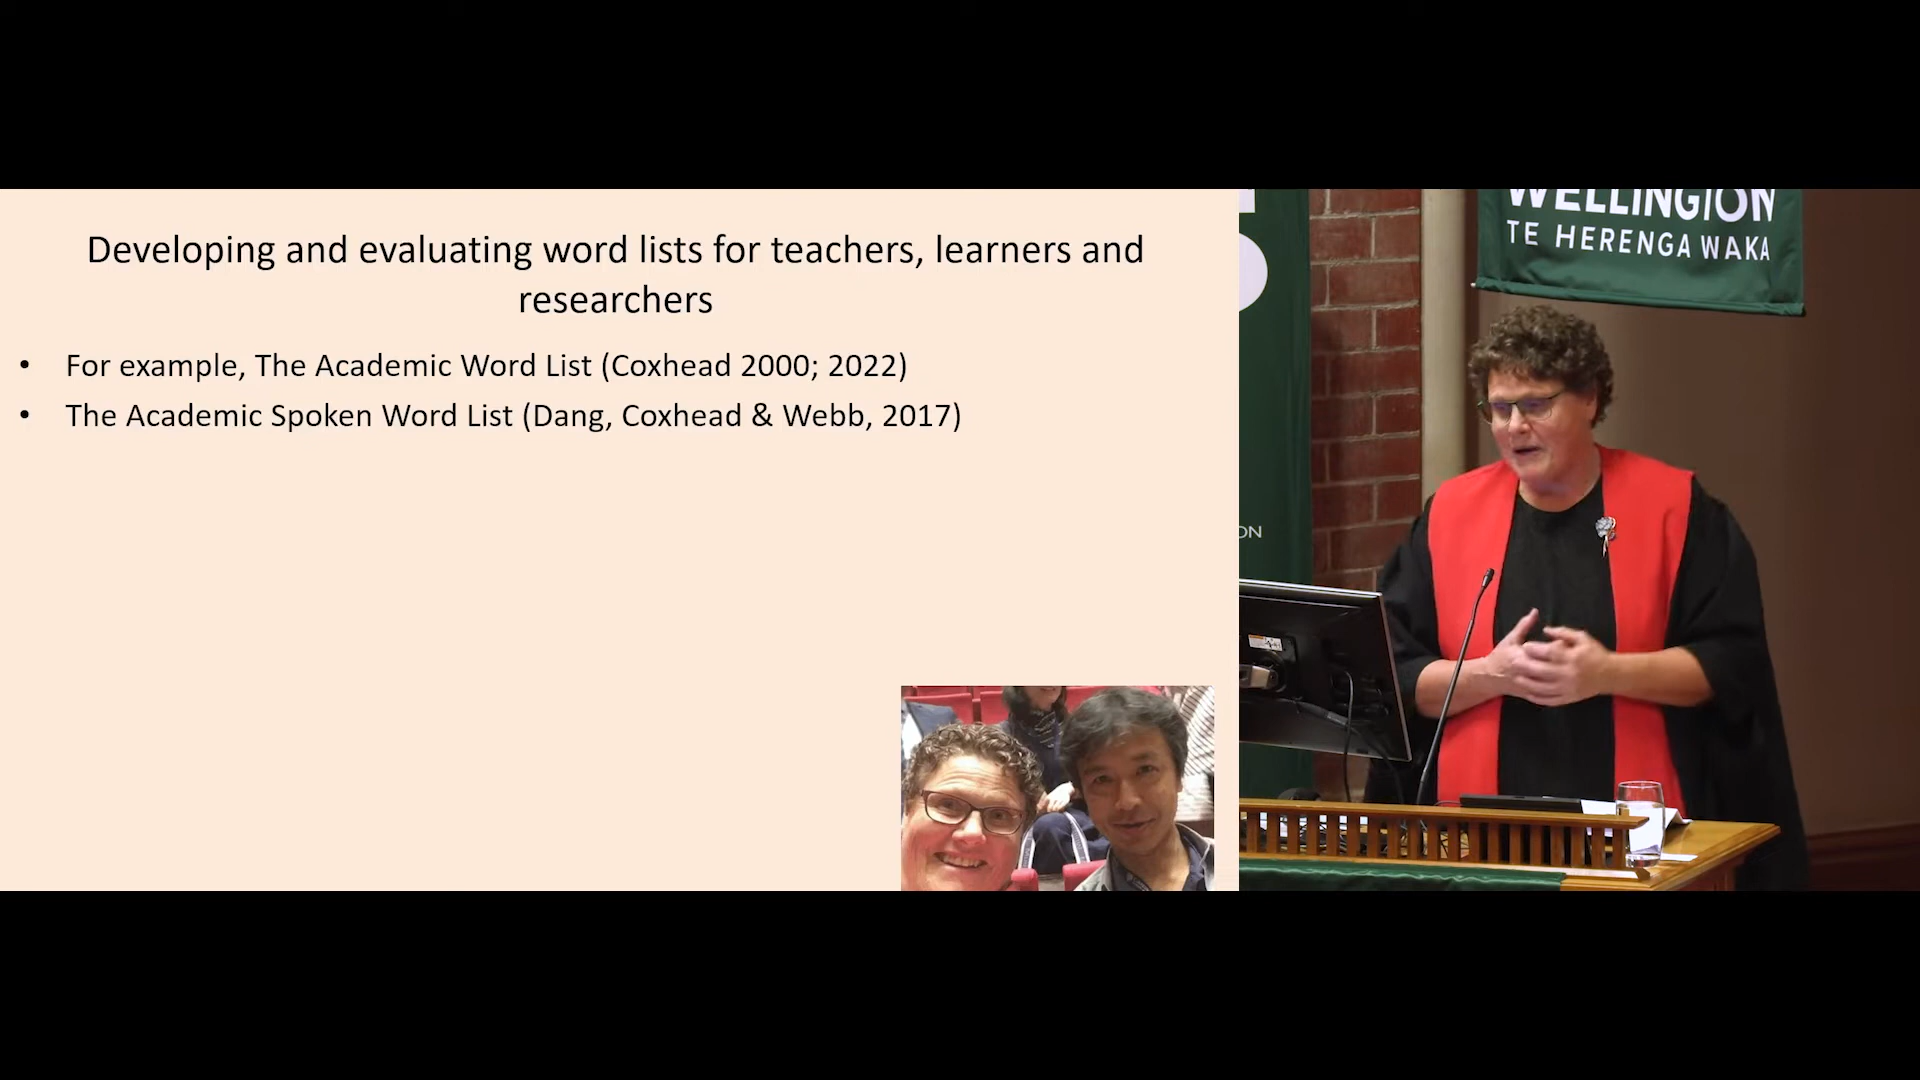 Developing and evaluating word lists for teachers, learners and
researchers
• For example, The Academic Word List (Coxhead 2000; 2022)
• The Academic Spoken Word List (Dang, Coxhead & Webb, 2017)
WELLINGTON
TE HERENGA WAKA
ON